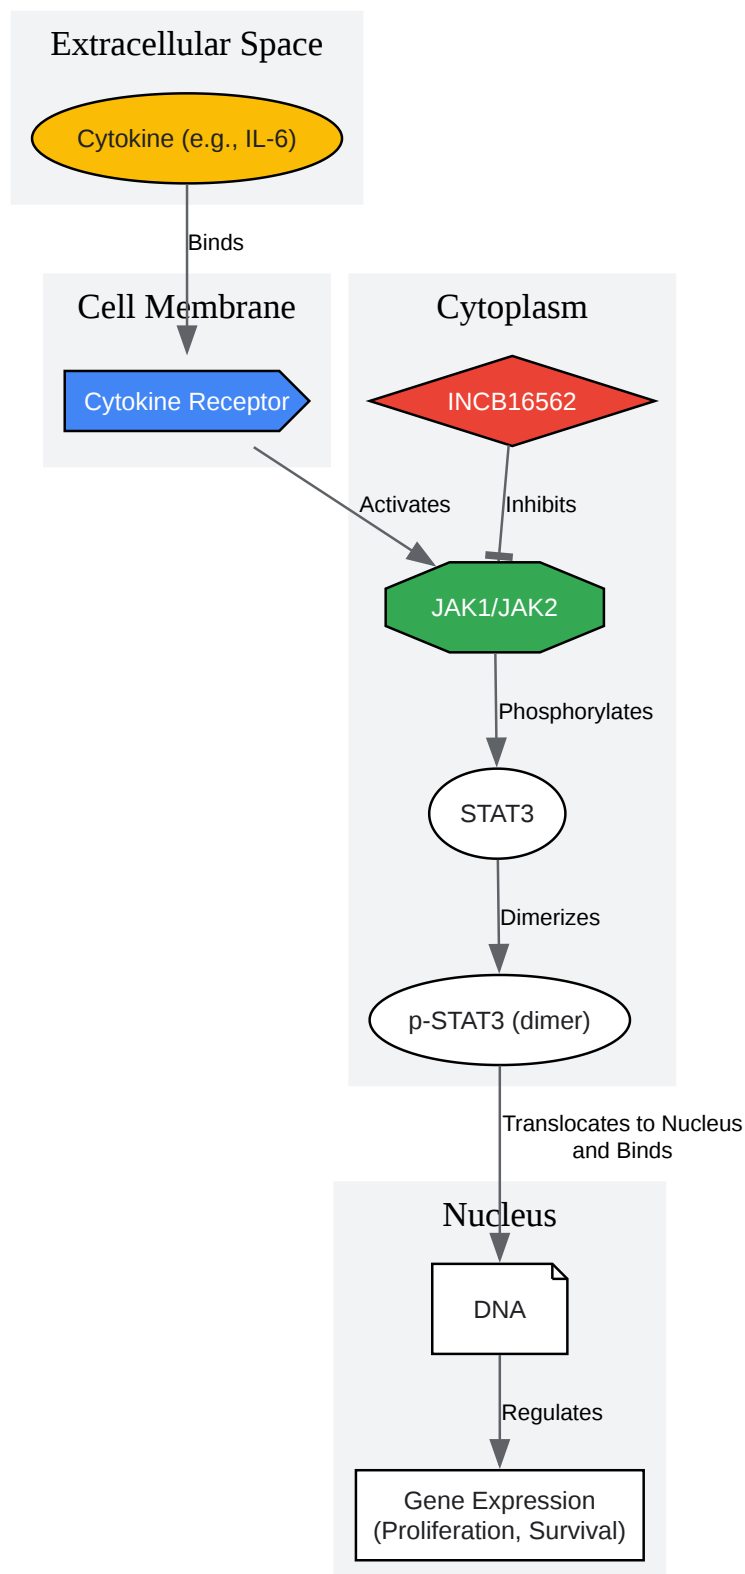 Extracellular Space
Cytokine (e.g., IL-6)
Binds
Cell Membrane
Cytokine Receptor
Cytoplasm
INCB16562
Activates
Inhibits
JAK1/JAK2
Phosphorylates
STAT3
Dimerizes
p-STAT3 (dimer)
Translocates to Nucleus
and Binds
Nucleus
DNA
Regulates
Gene Expression
(Proliferation, Survival)